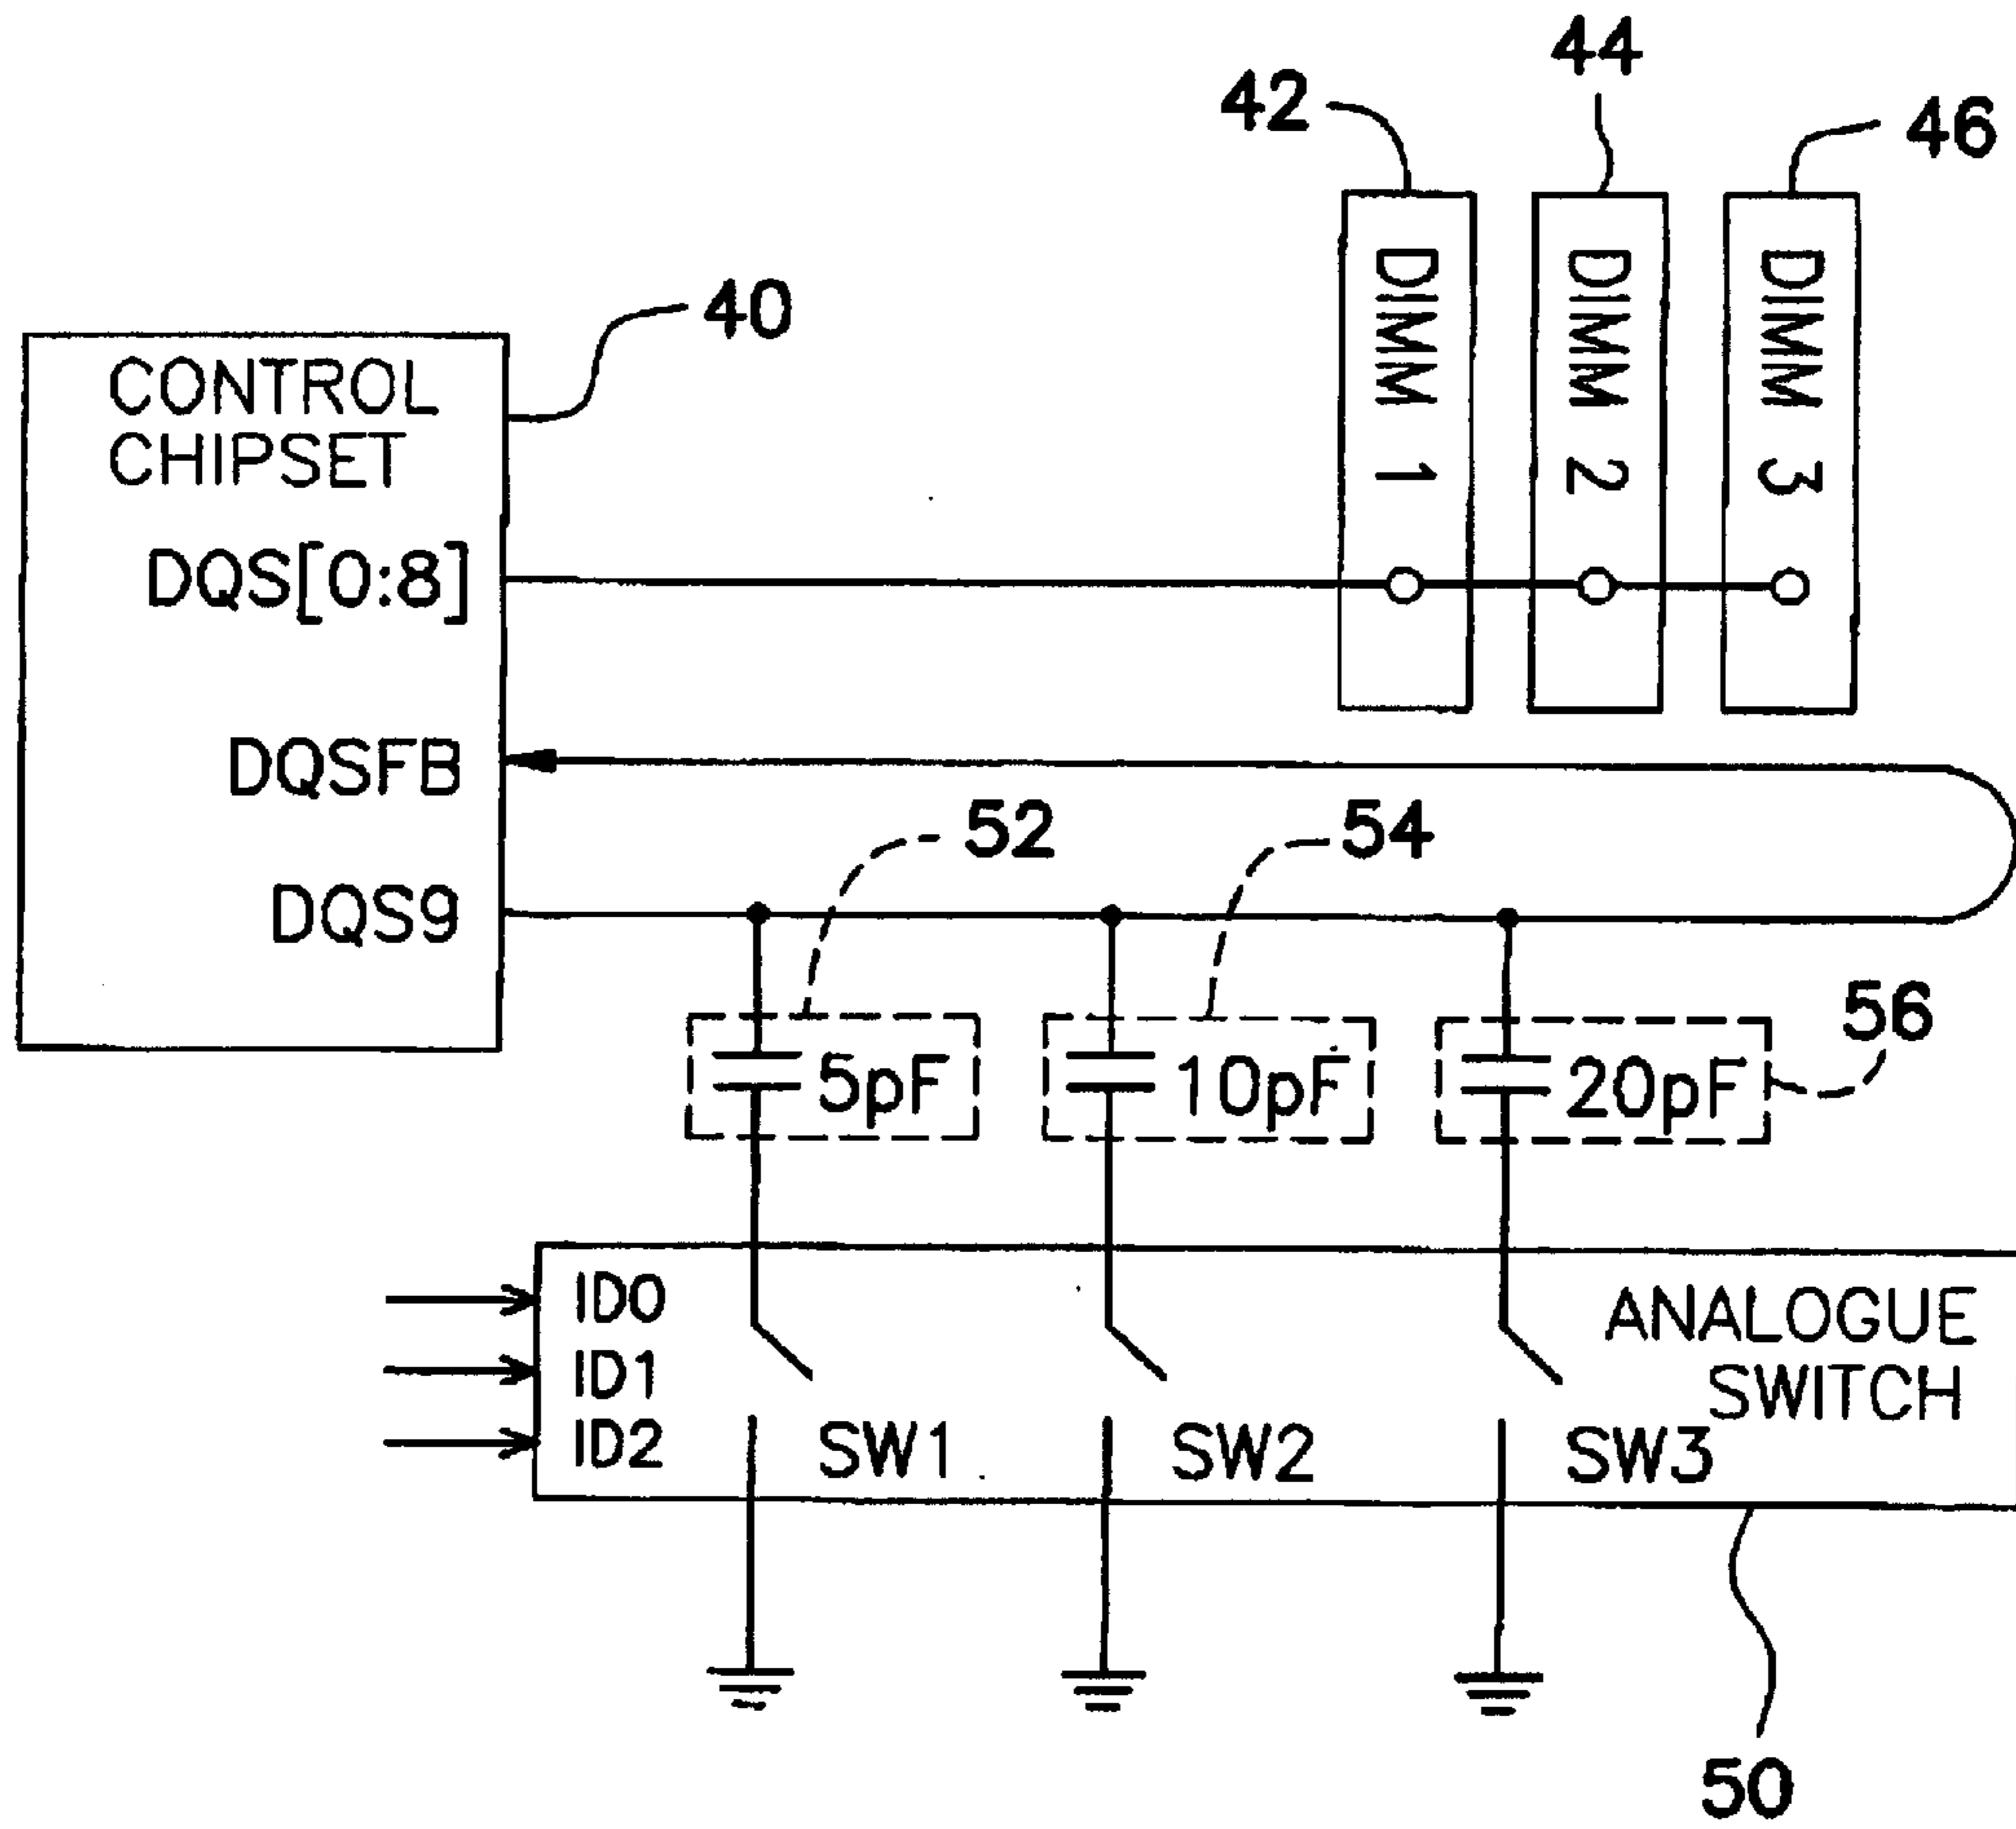 44
42
46
40
CONTROL
CHIPSET
DIMM 1
DIMM 2
DIMM 3
DQS[0:8]
DQSFB
52
54
DQS9
56
5pF
10pF
20pF
ID0
ID1
ID2
ANALOGUE
SWITCH
SW1
SW2
SW3
50